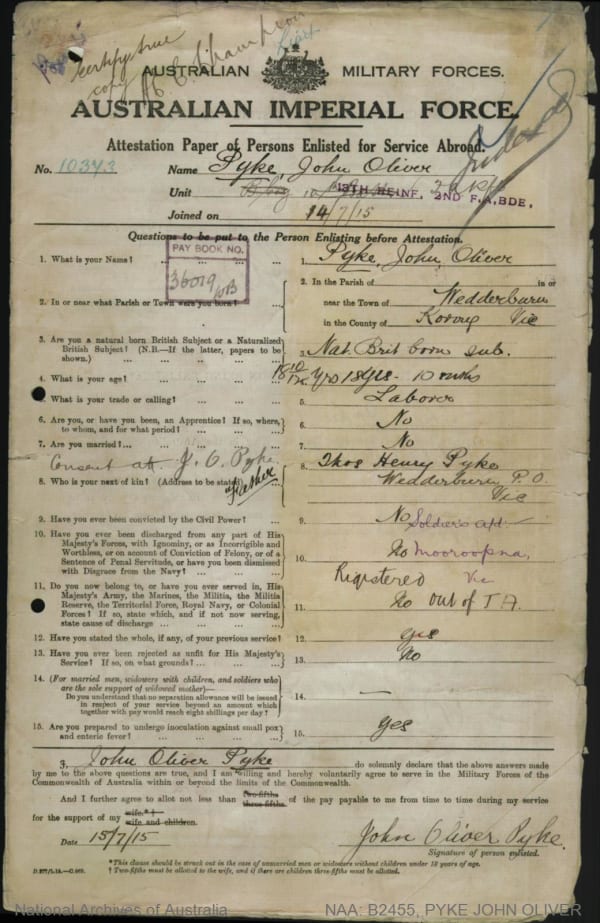 certify true
copy
AUSTRALIAN MILITARY FORCES.
AUSTRALIAN IMPERIAL FORCE.
Attestation Paper of Persons Enlisted for Service Abroad.
No. 10343 Name Pyke, John Oliver
Unit 13TH REINF, 2ND F.A,BDE,
Joined on 14/7/15
Questions to be put to the Person Enlisting before Attestation.
PAY BOOK NO.
36019
1. What is your Name? ... 1. Pyke, John Oliver
2. In or near what Parish or Town were you born? ... 2. In the Parish of in or
near the Town of Wedderburn
in the County of Korong Vic
3. Are you a natural born British Subject or a Naturalized
British Subject? (N.B.—If the latter, papers to be
shown.) 3. Nat. Brit born sub.
4. What is your age? 18 10/12 yrs 18 yrs - 10 mths
5. What is your trade or calling? 5. Laborer
6. Are you, or have you been, an Apprentice? If so, where,
to whom, and for what period? 6. No
7. Are you married? ... 7. No
Consent att. J. O. Pyke
8. Who is your next of kin? (Address to be stated) Father 8. Thos Henry Pyke
Wedderburn P.O.
Vic
9. Have you ever been convicted by the Civil Power? 9. No
10. Have you ever been discharged from any part of His
Majesty's Forces, with Ignominy, or as Incorrigible and
Worthless, or on account of Conviction of Felony, or of a
Sentence of Penal Servitude, or have you been dismissed
with Disgrace from the Navy? 10. No Mooroopna,
Vic
Registered
out of T A.
11. Do you now belong to, or have you ever served in, His
Majesty's Army, the Marines, the Militia, the Militia
Reserve, the Territorial Force, Royal Navy, or Colonial
Forces? If so, state which, and if not now serving,
state cause of discharge 11. No
12. Have you stated the whole, if any, of your previous service? 12. yes
13. Have you ever been rejected as unfit for His Majesty's
Service? If so, on what grounds? 13. No
14. (For married men, widowers with children, and soldiers who
are the sole support of widowed mother)—
Do you understand that no separation allowance will be issued
in respect of your service beyond an amount which
together with pay would reach eight shillings per day? 14. —
15. Are you prepared to undergo inoculation against small pox
and enteric fever? 15. yes
I, John Oliver Pyke do solemnly declare that the above answers made
by me to the above questions are true, and I am willing and hereby voluntarily agree to serve in the Military Forces of the
Commonwealth of Australia within or beyond the limits of the Commonwealth.
And I further agree to allot not less than two-fifths three-fifths of the pay payable to me from time to time during my service
for the support of my wife.* † wife and children.
Date 15/7/15 John Oliver Pyke.
Signature of person enlisted.
*This clause should be struck out in the case of unmarried men or widowers without children under 18 years of age.
† Two-fifths must be allotted to the wife, and if there are children three-fifths must be allotted.
National Archives of Australia NAA: B2455, PYKE JOHN OLIVER